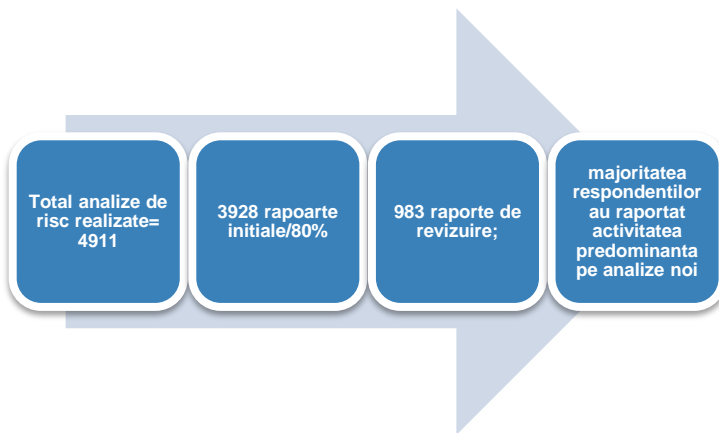 Total analize de
risc realizate=
4911
3928 rapoarte
initiale/80%
983 raporte de
revizuire;
majoritatea
respondentilor
au raportat
activitatea
predominanta
pe analize noi